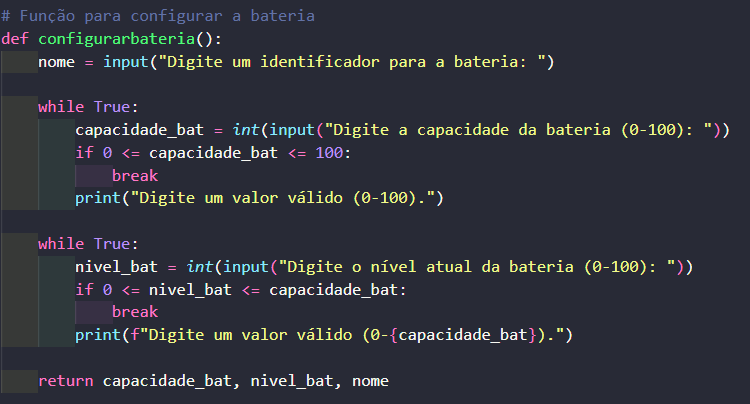 # Função para configurar a bateria
def configurarbateria():
    nome = input("Digite um identificador para a bateria: ")
    while True:
        capacidade_bat = int(input("Digite a capacidade da bateria (0-100): "))
        if 0 <= capacidade_bat <= 100:
            break
        print("Digite um valor válido (0-100).")
    while True:
        nivel_bat = int(input("Digite o nível atual da bateria (0-100): "))
        if 0 <= nivel_bat <= capacidade_bat:
            break
        print(f"Digite um valor válido (0-{capacidade_bat}).")
    return capacidade_bat, nivel_bat, nome